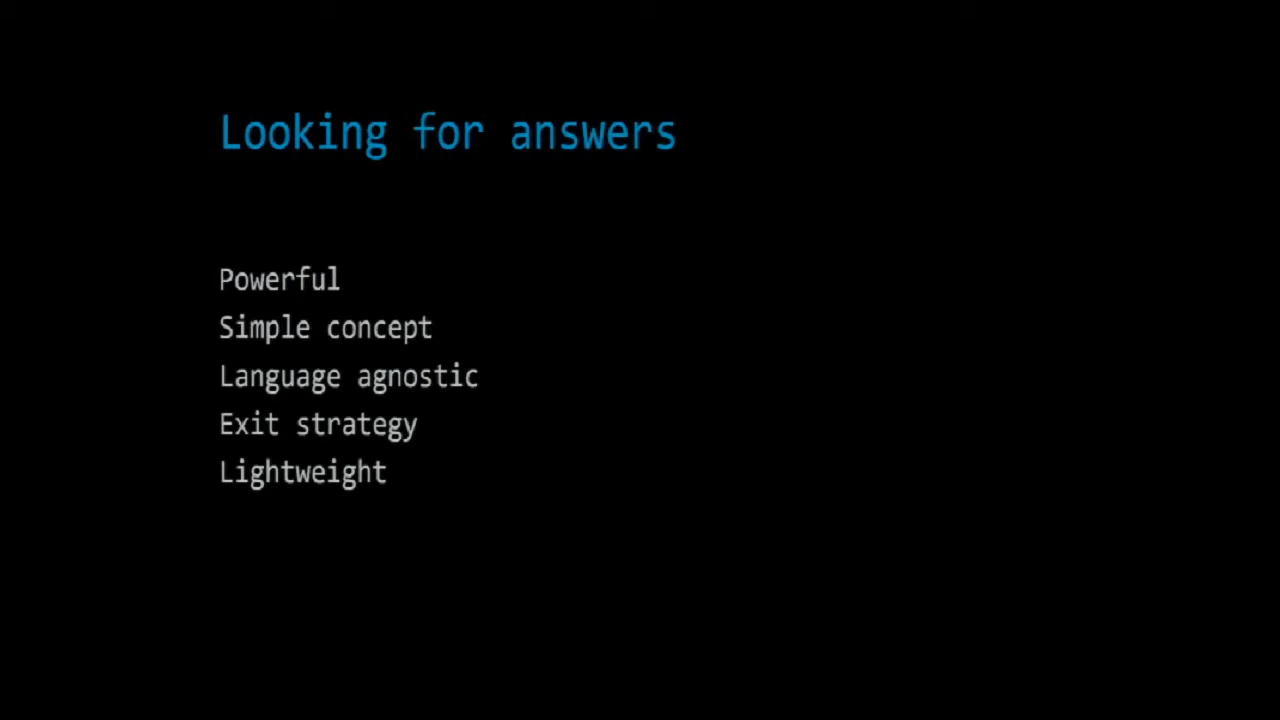 Looking for answers
Powerful
Simple concept
Language agnostic
Exit strategy
Lightweight